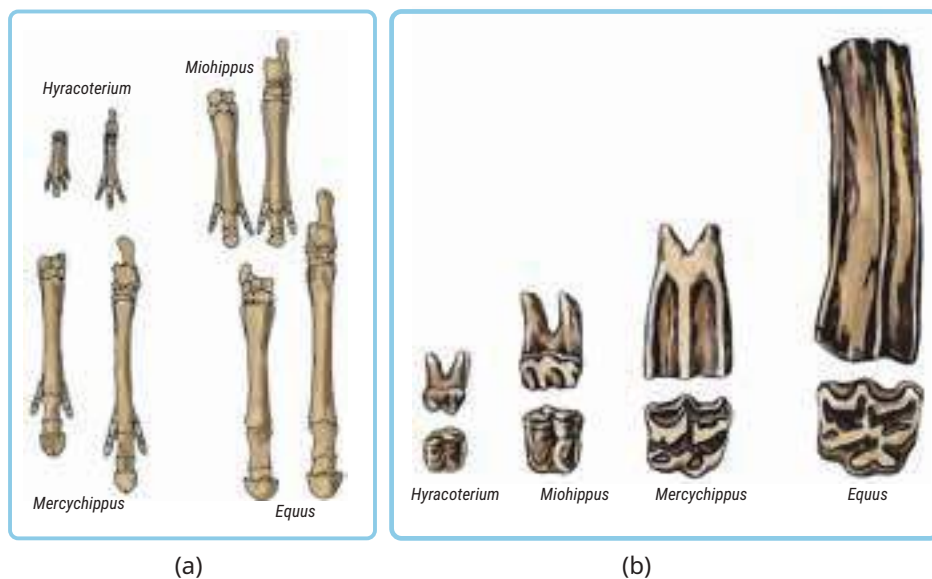 Miohippus
Hyracoterium
Mercychippus
Equus
Hyracoterium
Miohippus
Mercychippus
Equus
(a)
(b)